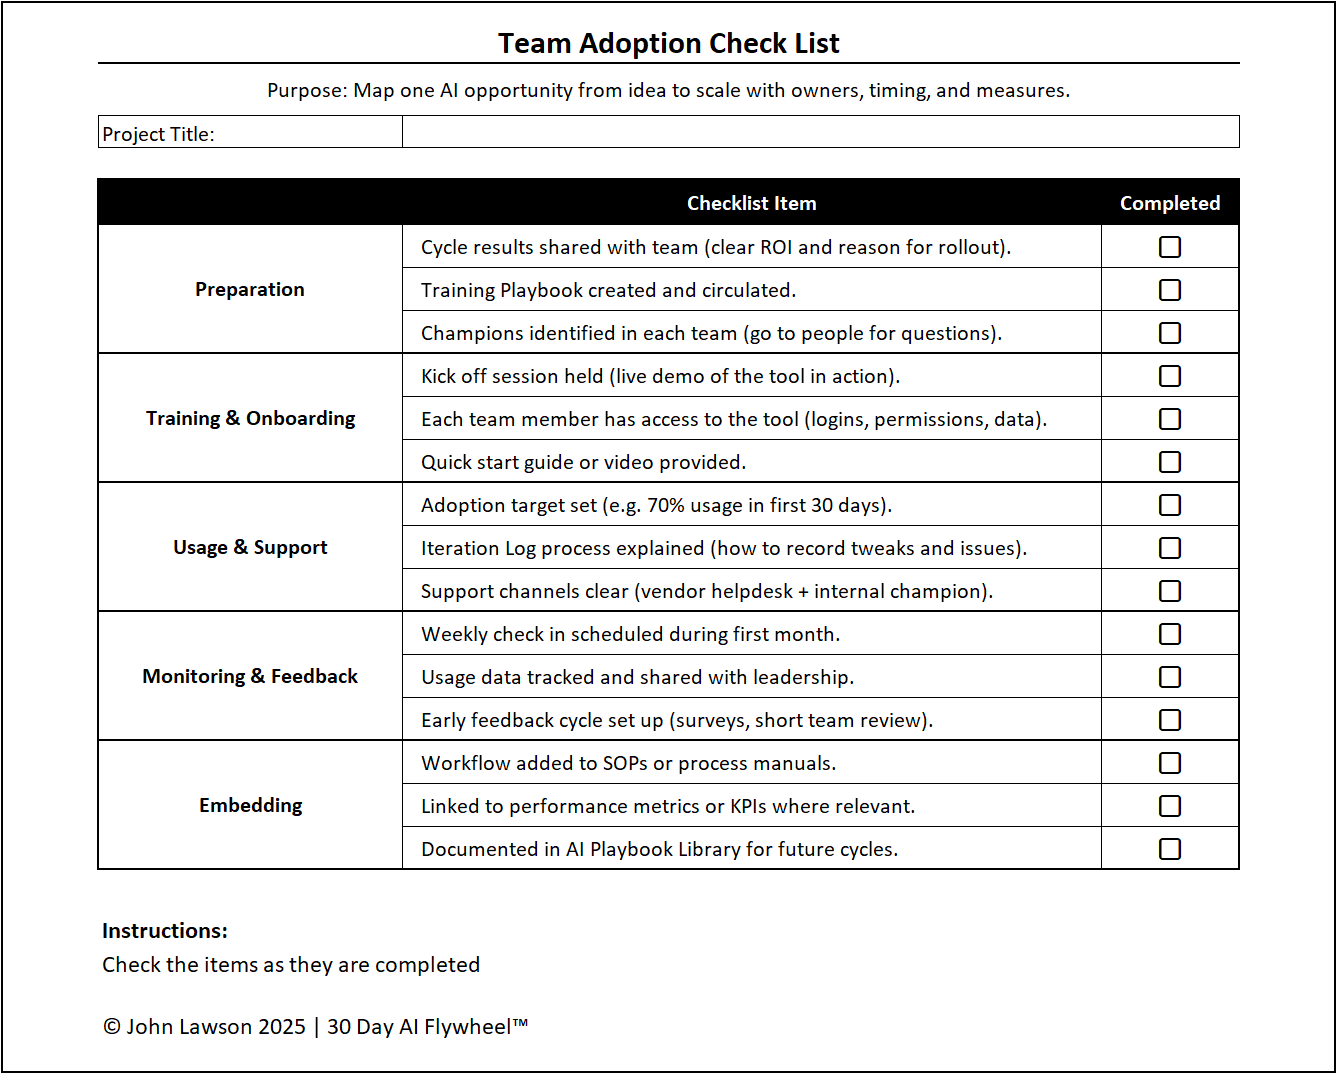 Team Adoption Check List
Purpose: Map one AI opportunity from idea to scale with owners, timing, and measures.
Project Title:
Checklist Item
Completed
Preparation
Cycle results shared with team (clear ROI and reason for rollout).
Training Playbook created and circulated.
Champions identified in each team (go to people for questions).
Training & Onboarding
Kick off session held (live demo of the tool in action).
Each team member has access to the tool (logins, permissions, data).
Quick start guide or video provided.
Usage & Support
Adoption target set (e.g. 70% usage in first 30 days).
Iteration Log process explained (how to record tweaks and issues).
Support channels clear (vendor helpdesk + internal champion).
Monitoring & Feedback
Weekly check in scheduled during first month.
Usage data tracked and shared with leadership.
Early feedback cycle set up (surveys, short team review).
Embedding
Workflow added to SOPs or process manuals.
Linked to performance metrics or KPIs where relevant.
Documented in AI Playbook Library for future cycles.
Instructions:
Check the items as they are completed
© John Lawson 2025 | 30 Day AI Flywheel™